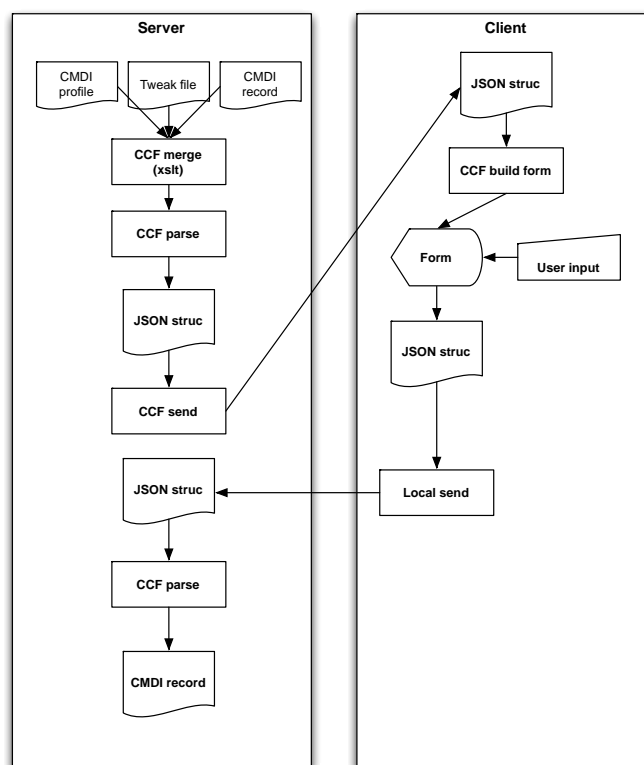 Server
CMDI
profile
Tweak file
CMDI
record
CCF merge
(xslt)
CCF parse
JSON struc
CCF send
JSON struc
CCF parse
CMDI record
Client
JSON struc
CCF build form
Form
User input
JSON struc
Local send